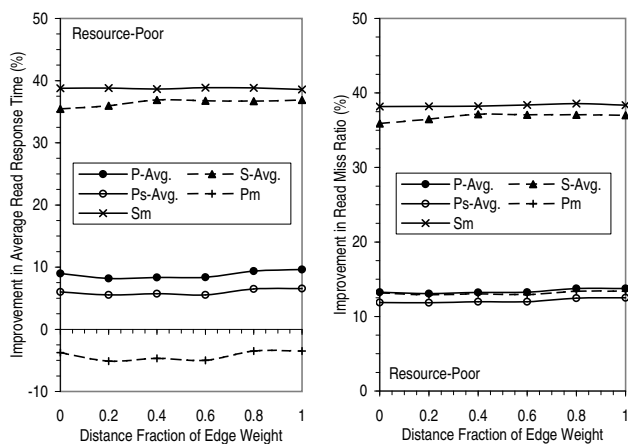 Improvement in Average Read Response Time (%)
50
40
30
20
10
0
-10
Resource-Poor
P-Avg.
S-Avg.
Ps-Avg.
Pm
Sm
0 0.2 0.4 0.6 0.8 1
Distance Fraction of Edge Weight
Improvement in Read Miss Ratio (%)
50
40
30
20
10
0
P-Avg.
S-Avg.
Ps-Avg.
Pm
Sm
Resource-Poor
0 0.2 0.4 0.6 0.8 1
Distance Fraction of Edge Weight